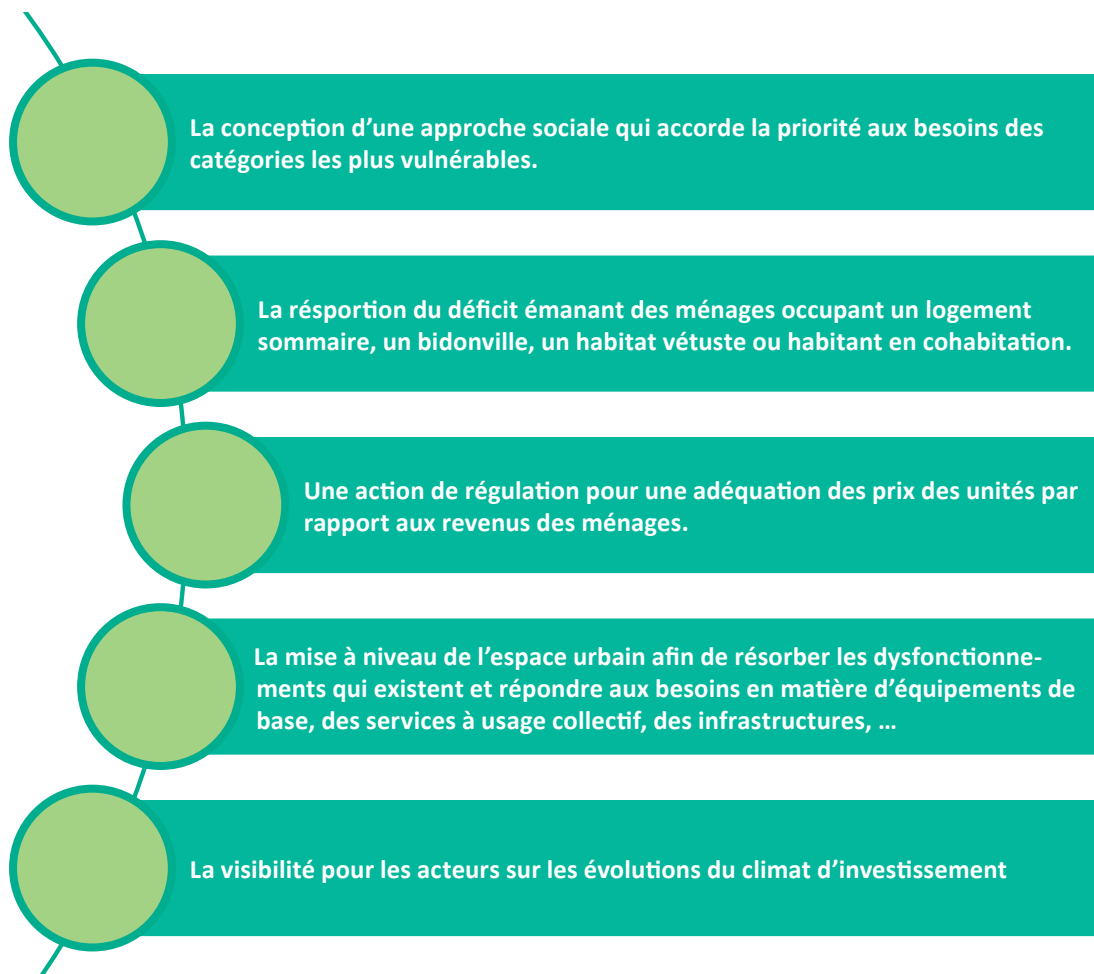 La conception d’une approche sociale qui accorde la priorité aux besoins des
catégories les plus vulnérables.
La résportion du déficit émanant des ménages occupant un logement
sommaire, un bidonville, un habitat vétuste ou habitant en cohabitation.
Une action de régulation pour une adéquation des prix des unités par
rapport aux revenus des ménages.
La mise à niveau de l’espace urbain afin de résorber les dysfonctionne-
ments qui existent et répondre aux besoins en matière d’équipements de
base, des services à usage collectif, des infrastructures, ...
La visibilité pour les acteurs sur les évolutions du climat d’investissement